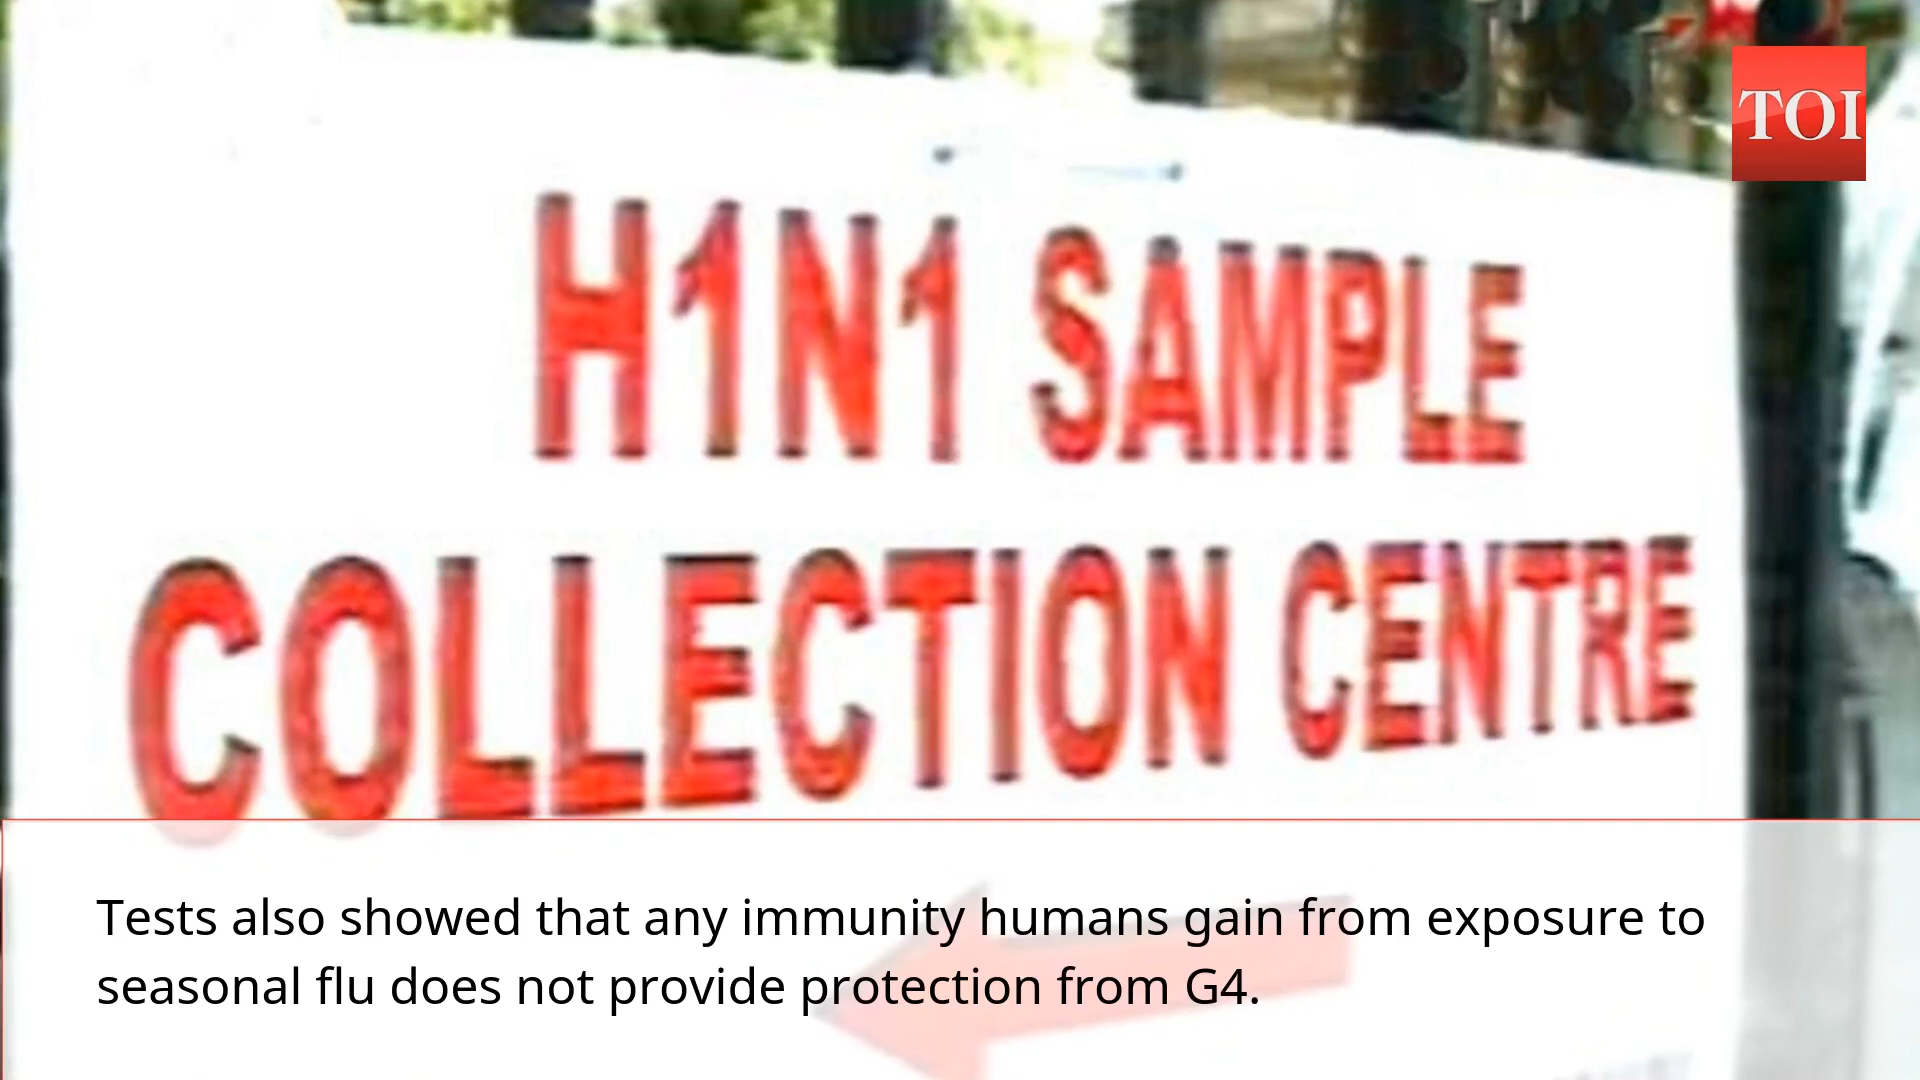 TOI
H1N1 SAMPLE
COLLECTION CENTRE
Tests also showed that any immunity humans gain from exposure to
seasonal flu does not provide protection from G4.